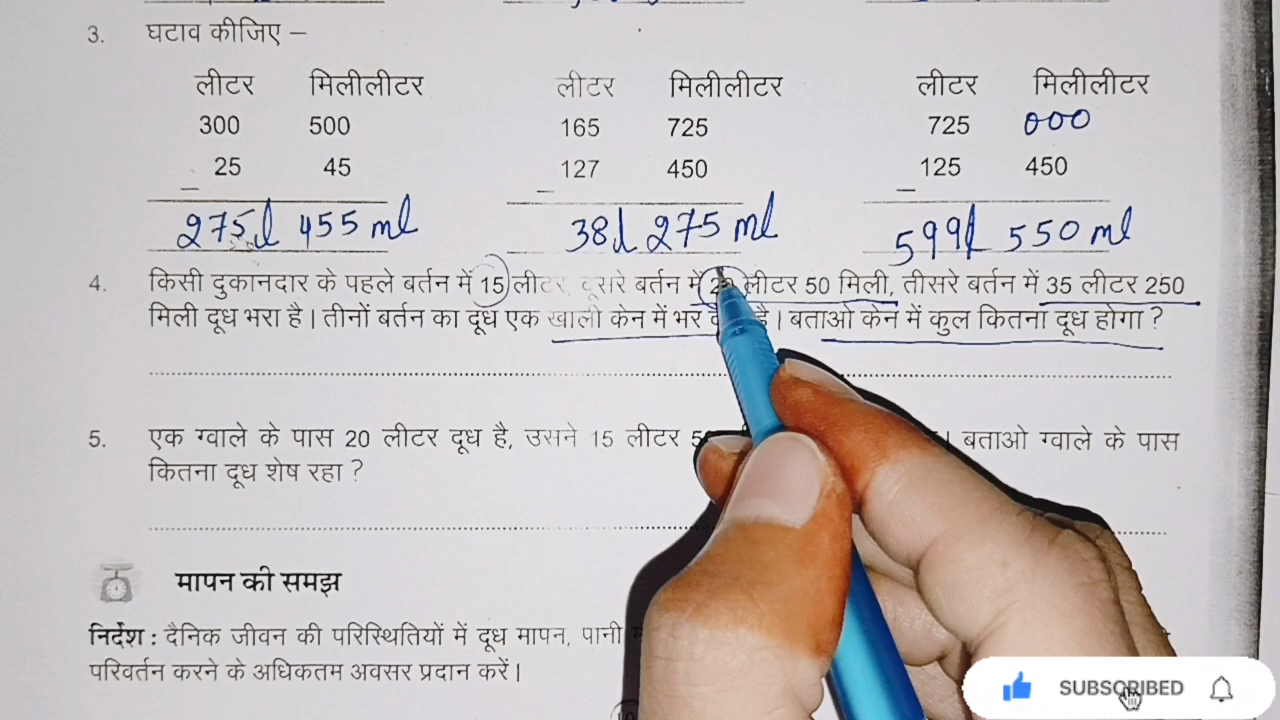 3. घटाव कीजिए –
लीटर मिलीलीटर लीटर मिलीलीटर लीटर मिलीलीटर
300 500 165 725 725 000
– 25 45 – 127 450 – 125 450
275 l 455 ml 38 l 275 ml 599 l 550 ml
4. किसी दुकानदार के पहले बर्तन में 15 लीटर, दूसरे बर्तन में लीटर 50 मिली, तीसरे बर्तन में 35 लीटर 250
मिली दूध भरा है। तीनों बर्तन का दूध एक खाली केन में भर है। बताओ केन में कुल कितना दूध होगा ?
5. एक ग्वाले के पास 20 लीटर दूध है, उसने 15 लीटर । बताओ ग्वाले के पास
कितना दूध शेष रहा ?
मापन की समझ
निर्देश : दैनिक जीवन की परिस्थितियों में दूध मापन, पानी
परिवर्तन करने के अधिकतम अवसर प्रदान करें।
SUBSCRIBED